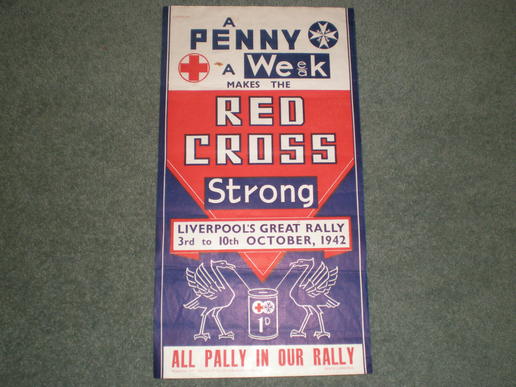 A
PENNY
A Week
MAKES THE
RED
CROSS
Strong
LIVERPOOL'S GREAT RALLY
3rd to 10th OCTOBER, 1942
1D
ALL PALLY IN OUR RALLY